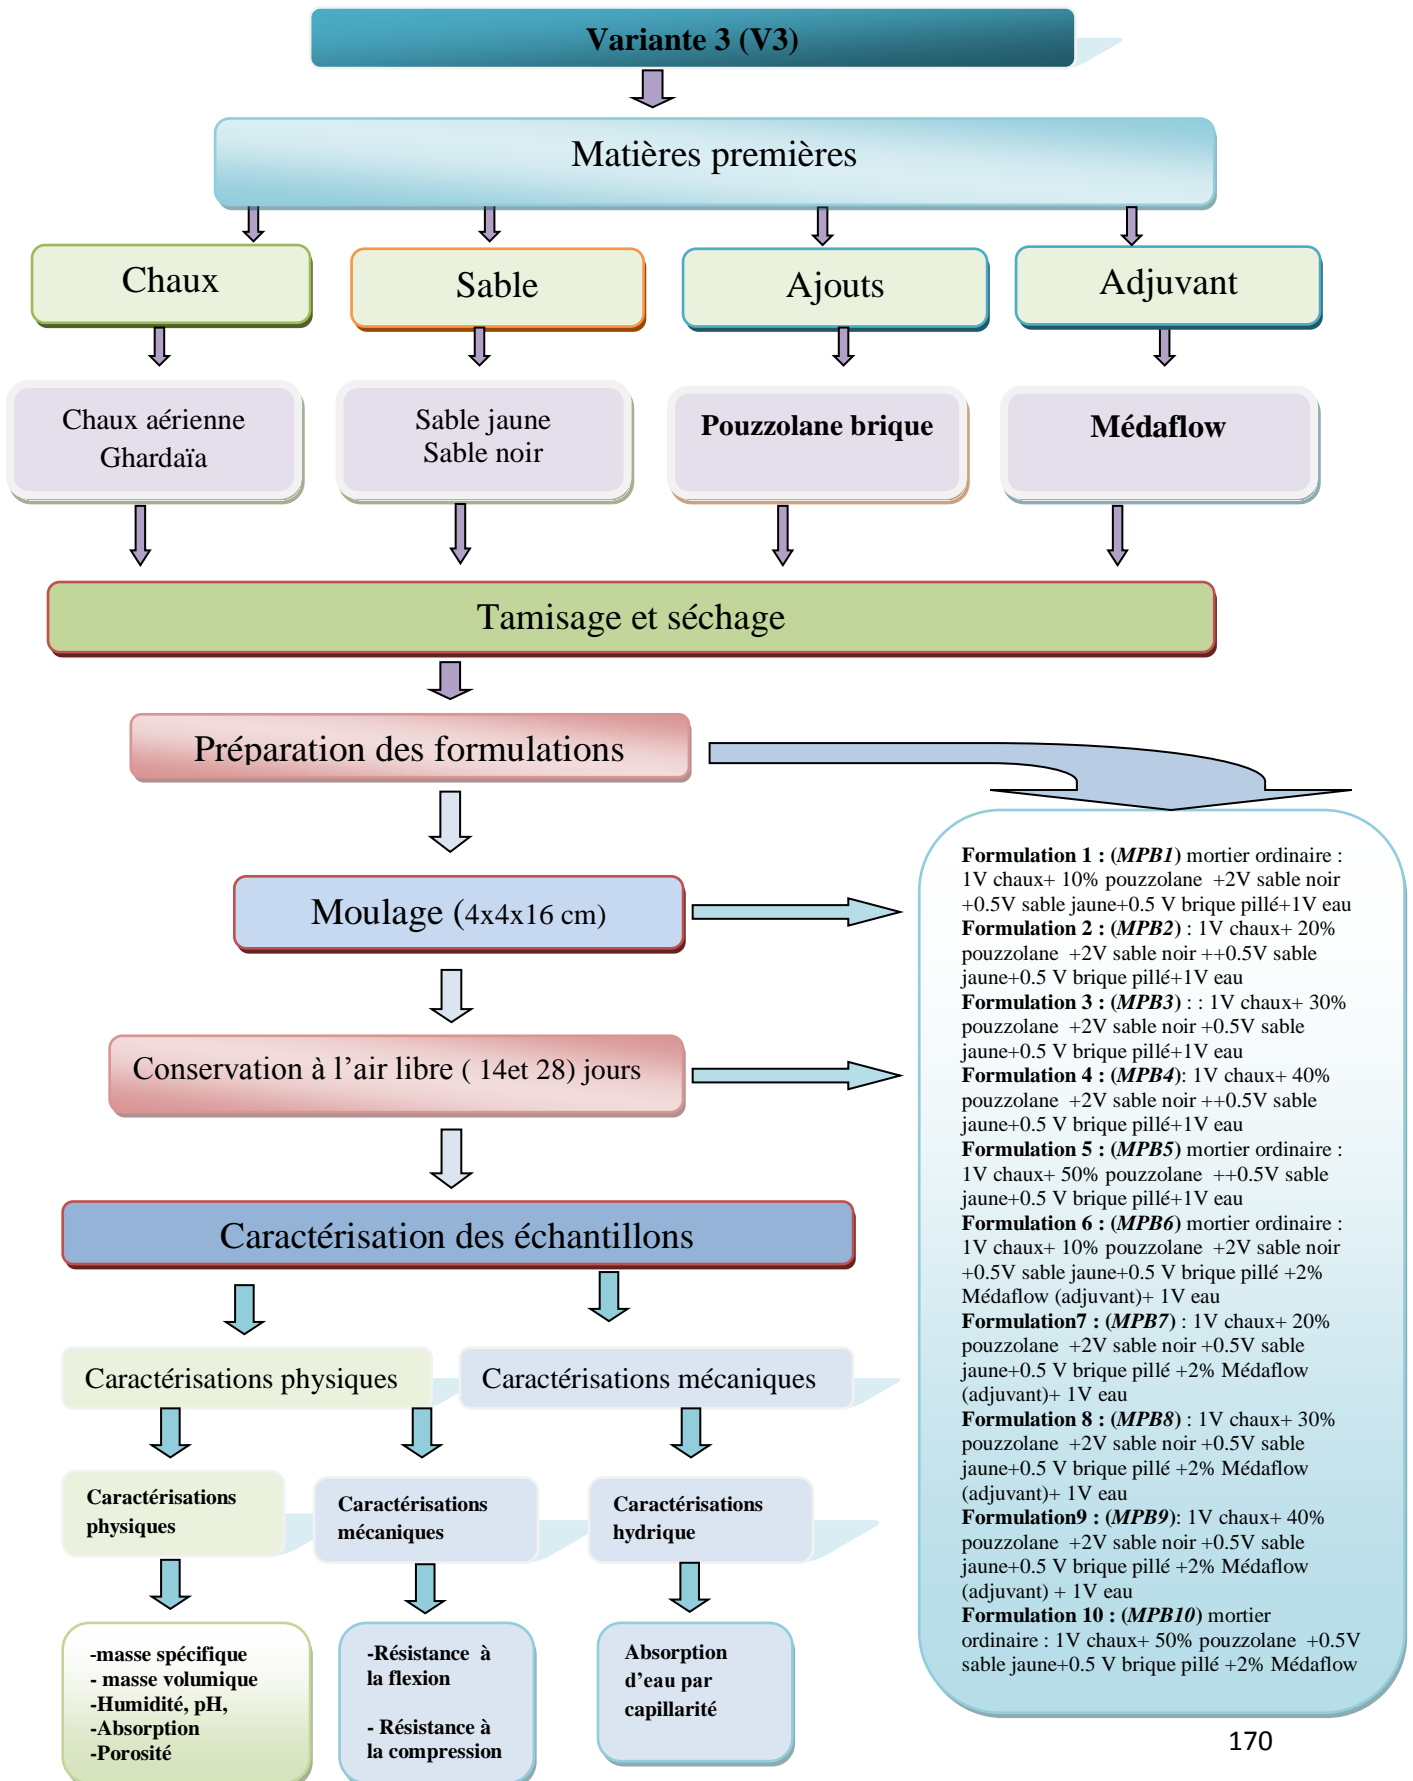 Variante 3 (V3)
Matières premières
Chaux
Sable
Ajouts
Adjuvant
Chaux aérienne
Ghardaïa
Sable jaune
Sable noir
Pouzzolane brique
Médaflow
Tamisage et séchage
Préparation des formulations
Moulage (4x4x16 cm)
Conservation à l’air libre ( 14et 28) jours
Caractérisation des échantillons
Caractérisations physiques
Caractérisations mécaniques
Caractérisations
physiques
Caractérisations
mécaniques
Caractérisations
hydrique
-masse spécifique
- masse volumique
-Humidité, pH,
-Absorption
-Porosité
-Résistance à
la flexion
- Résistance à
la compression
Absorption
d’eau par
capillarité
Formulation 1 : (MPB1) mortier ordinaire :
1V chaux+ 10% pouzzolane +2V sable noir
+0.5V sable jaune+0.5 V brique pillé+1V eau
Formulation 2 : (MPB2) : 1V chaux+ 20%
pouzzolane +2V sable noir ++0.5V sable
jaune+0.5 V brique pillé+1V eau
Formulation 3 : (MPB3) : : 1V chaux+ 30%
pouzzolane +2V sable noir +0.5V sable
jaune+0.5 V brique pillé+1V eau
Formulation 4 : (MPB4): 1V chaux+ 40%
pouzzolane +2V sable noir ++0.5V sable
jaune+0.5 V brique pillé+1V eau
Formulation 5 : (MPB5) mortier ordinaire :
1V chaux+ 50% pouzzolane ++0.5V sable
jaune+0.5 V brique pillé+1V eau
Formulation 6 : (MPB6) mortier ordinaire :
1V chaux+ 10% pouzzolane +2V sable noir
+0.5V sable jaune+0.5 V brique pillé +2%
Médaflow (adjuvant)+ 1V eau
Formulation7 : (MPB7) : 1V chaux+ 20%
pouzzolane +2V sable noir +0.5V sable
jaune+0.5 V brique pillé +2% Médaflow
(adjuvant)+ 1V eau
Formulation 8 : (MPB8) : 1V chaux+ 30%
pouzzolane +2V sable noir +0.5V sable
jaune+0.5 V brique pillé +2% Médaflow
(adjuvant)+ 1V eau
Formulation9 : (MPB9): 1V chaux+ 40%
pouzzolane +2V sable noir +0.5V sable
jaune+0.5 V brique pillé +2% Médaflow
(adjuvant) + 1V eau
Formulation 10 : (MPB10) mortier
ordinaire : 1V chaux+ 50% pouzzolane +0.5V
sable jaune+0.5 V brique pillé +2% Médaflow
170